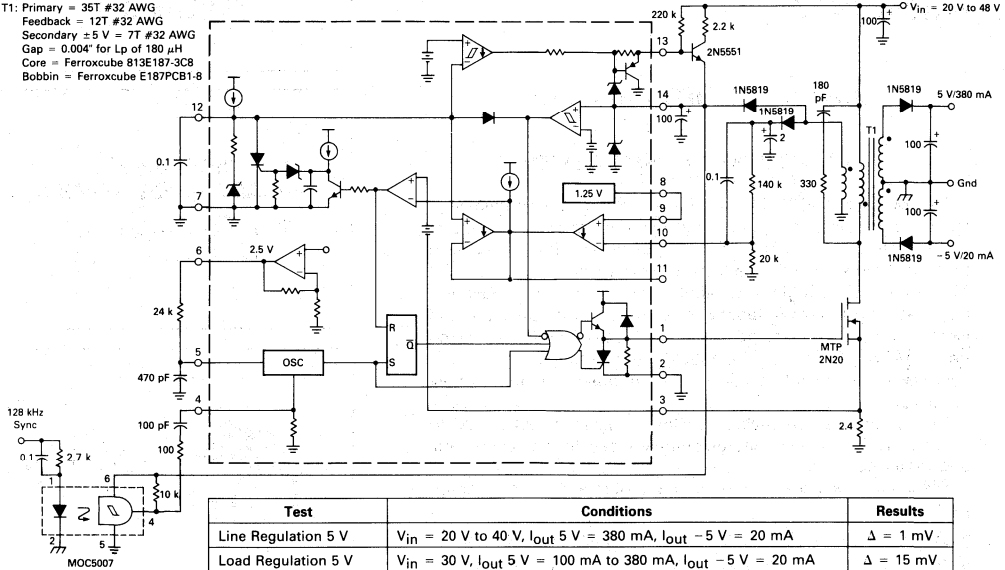 T1: Primary = 35T #32 AWG
Feedback = 12T #32 AWG
Secondary ±5 V = 7T #32 AWG
Gap = 0.004" for Lp of 180 μH
Core = Ferroxcube 813E187-3C8
Bobbin = Ferroxcube E187PCB1-8
220 k
2.2 k
100
+
Vin = 20 V to 48 V
13
2N5551
+
−
12
14
100
+
1N5819
1N5819
+
2
180
pF
1N5819
5 V/380 mA
T1
100
+
0.1
+
−
0.1
140 k
330
Gnd
1.25 V
8
9
10
7
+
−
+
−
+
−
100
+
1N5819
− 5 V/20 mA
20 k
6
2.5 V
+
−
11
24 k
R
Q
S
1
MTP
2N20
5
OSC
2
470 pF
4
3
2.4
128 kHz
Sync
100 pF
100
0.1
2.7 k
1
6
10 k
4
2
5
MOC5007
Test Conditions Results
Line Regulation 5 V Vin = 20 V to 40 V, Iout 5 V = 380 mA, Iout −5 V = 20 mA Δ = 1 mV
Load Regulation 5 V Vin = 30 V, Iout 5 V = 100 mA to 380 mA, Iout −5 V = 20 mA Δ = 15 mV